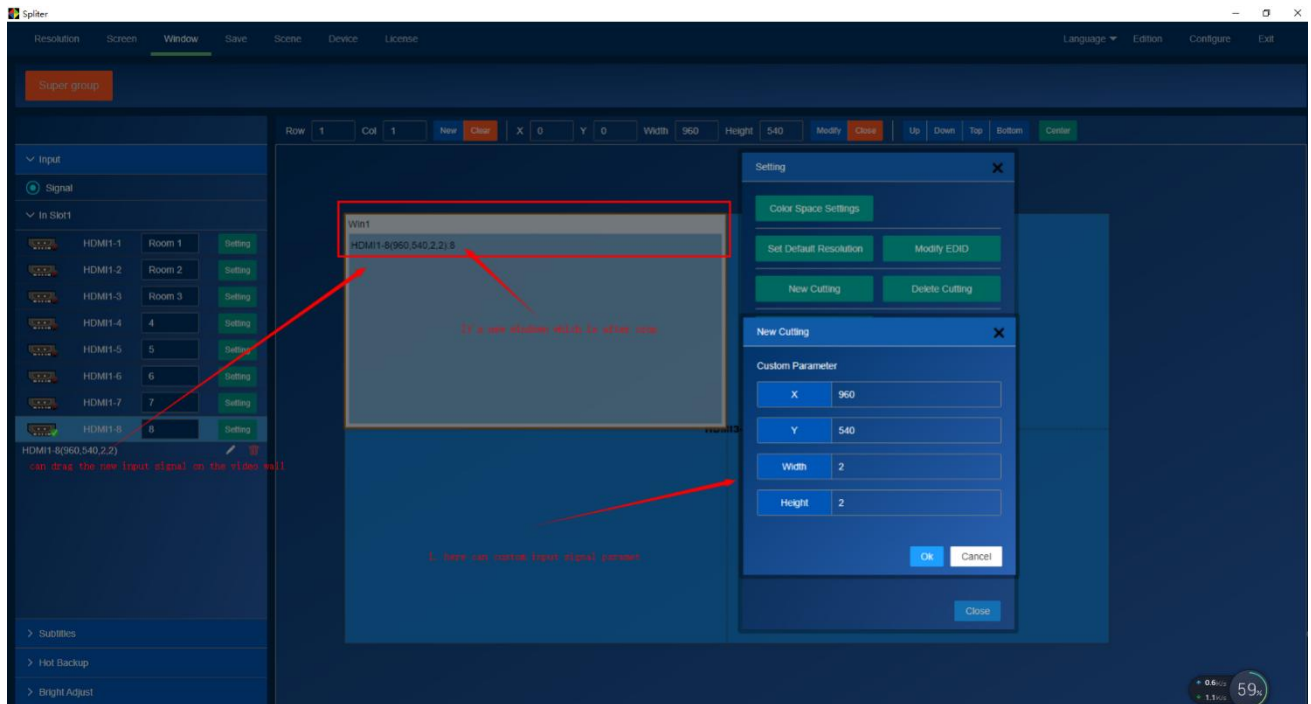 Spliter
Resolution Screen Window Save Scene Device License Language Edition Configure Exit
Super group
Row 1 Col 1 New Clear X 0 Y 0 Width 960 Height 540 Modify Close Up Down Top Bottom Center
Input
Signal
In Slot1
HDMI1-1 Room 1 Setting
HDMI1-2 Room 2 Setting
HDMI1-3 Room 3 Setting
HDMI1-4 4 Setting
HDMI1-5 5 Setting
HDMI1-6 6 Setting
HDMI1-7 7 Setting
HDMI1-8 8 Setting
HDMI1-8(960,540,2,2)
can drag the new input signal on the video wall
Subtitles
Hot Backup
Bright Adjust
Win1
HDMI1-8(960,540,2,2):8
a new window which is after
1. here can custom input signal
Setting
Color Space Settings
Set Default Resolution Modify EDID
New Cutting Delete Cutting
New Cutting
Custom Parameter
X 960
Y 540
Width 2
Height 2
Ok Cancel
Close
59%